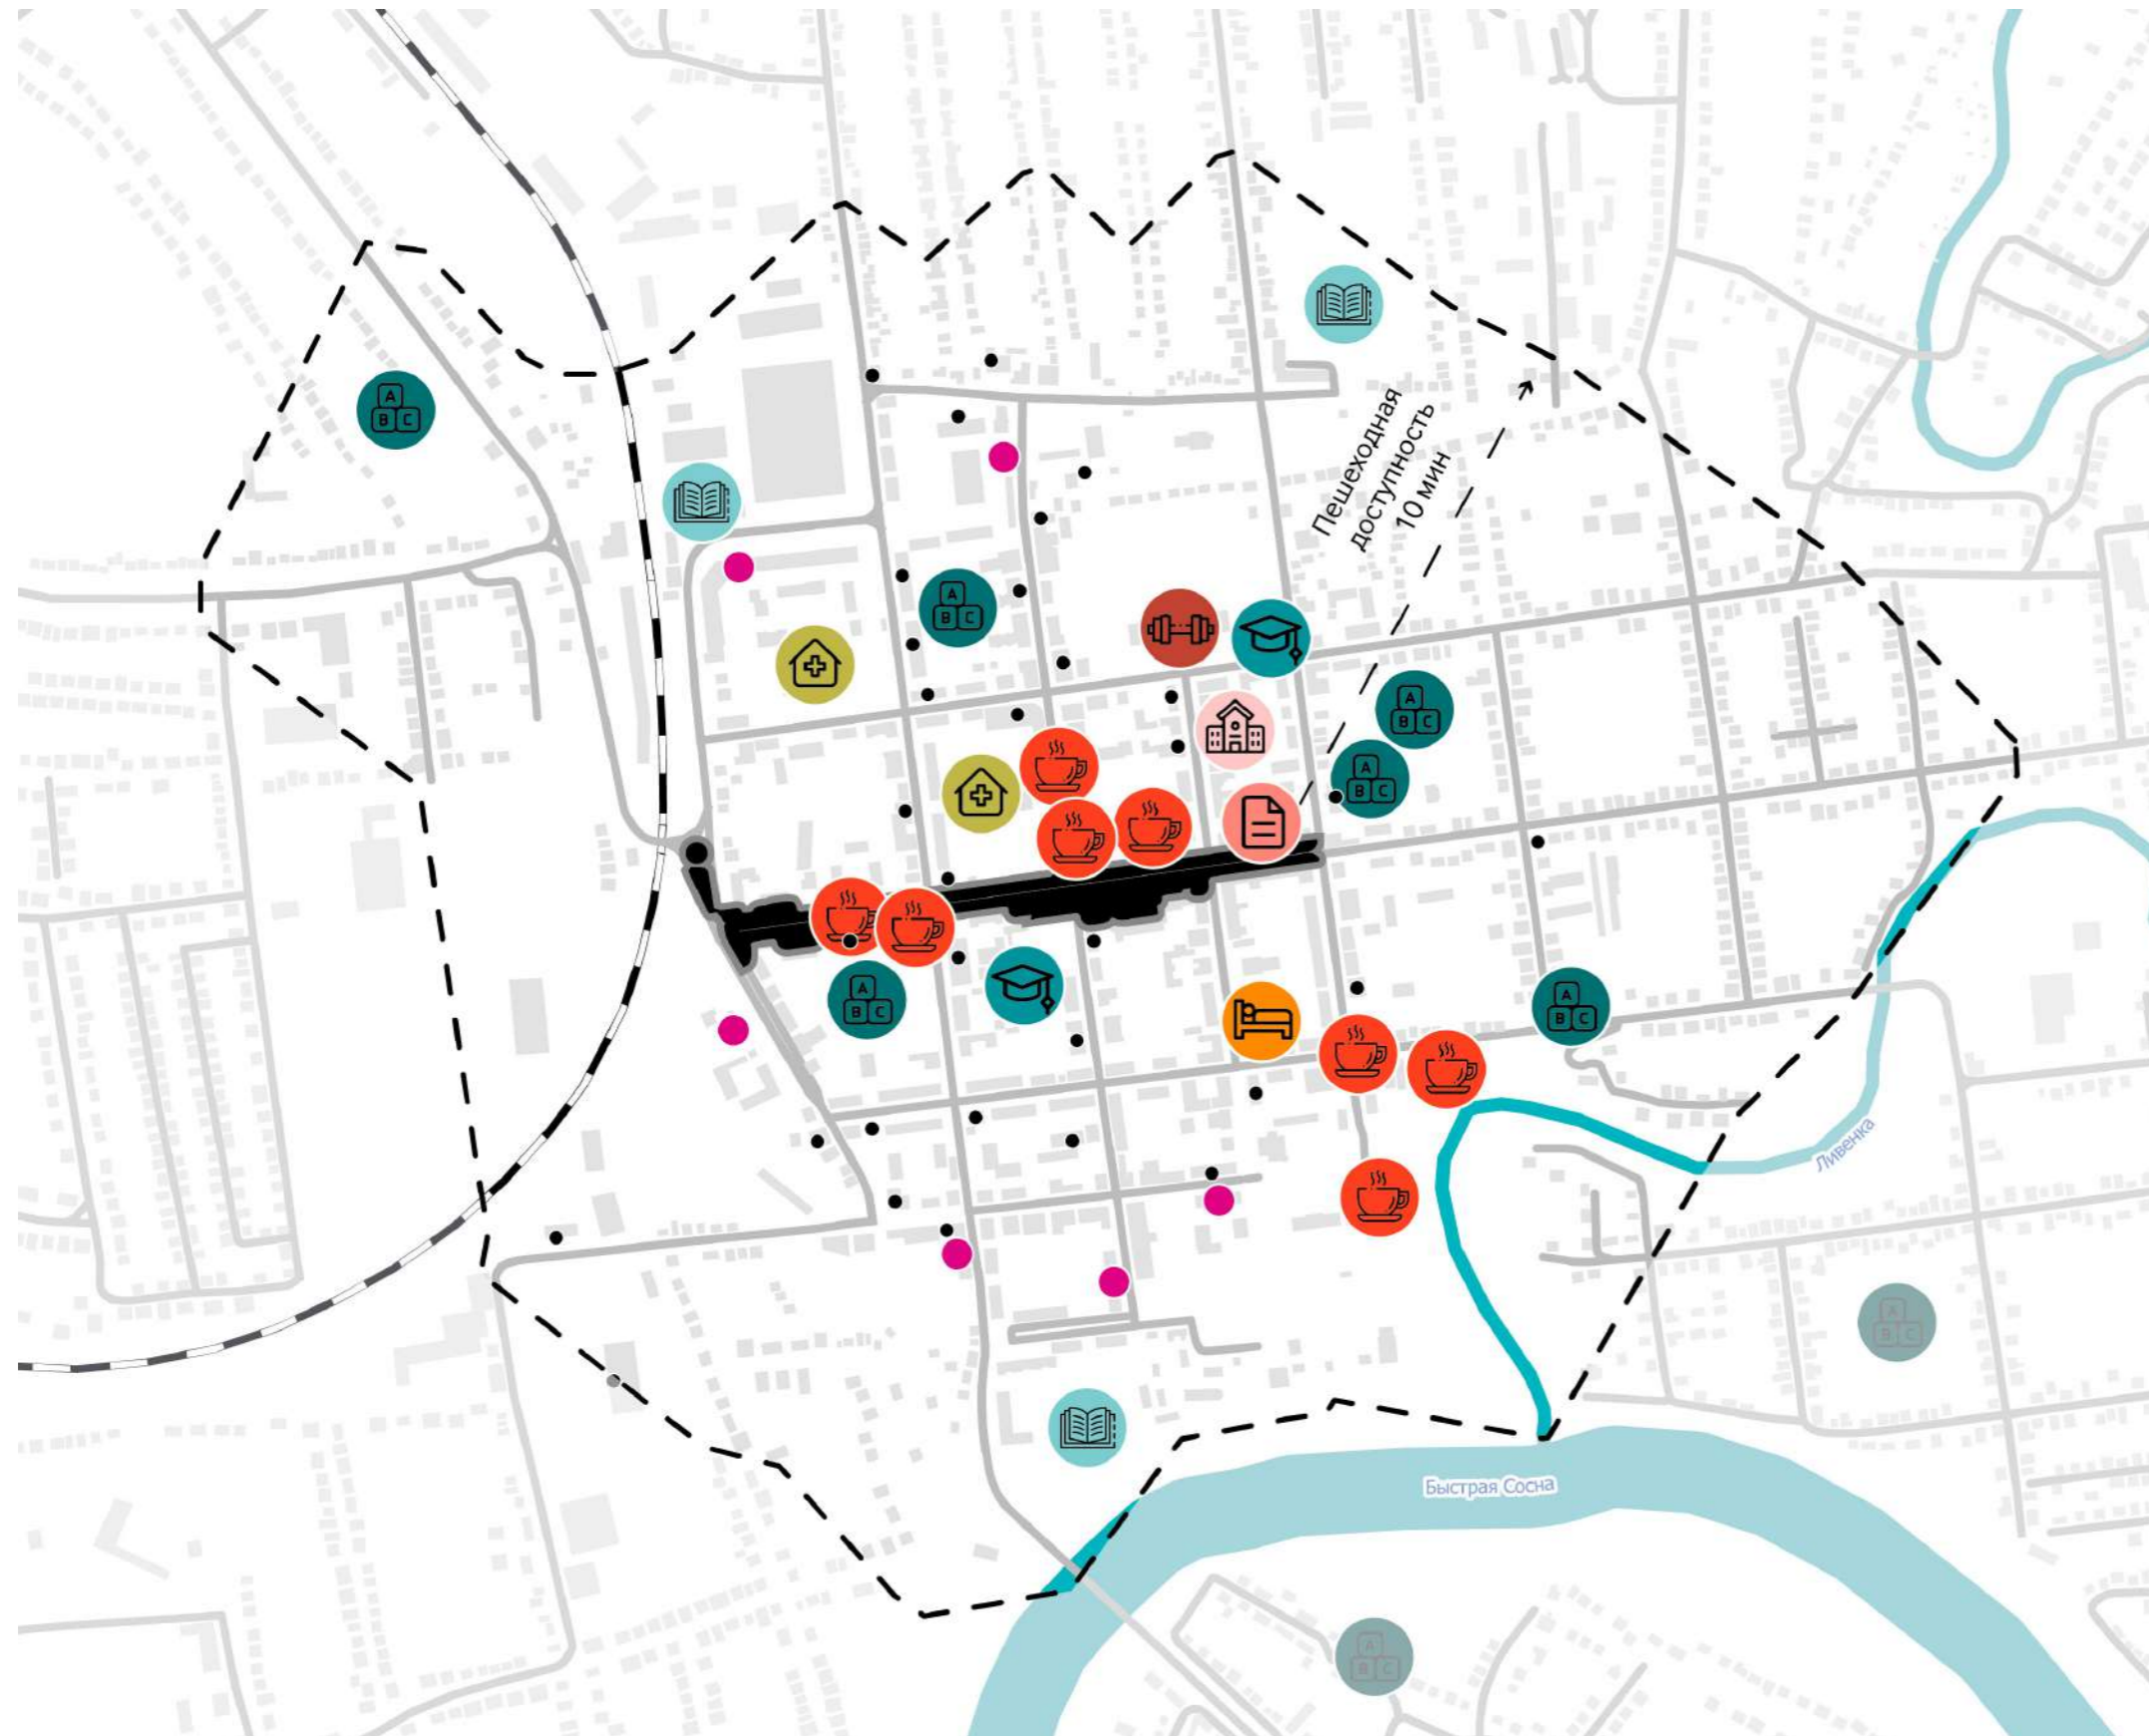 Пешеходная
доступность
10 мин
Ливенка
Быстрая Сосна
A
B C
A
B C
A
B C
A
B C
A
B C
A
B C
A
B C
A
B C